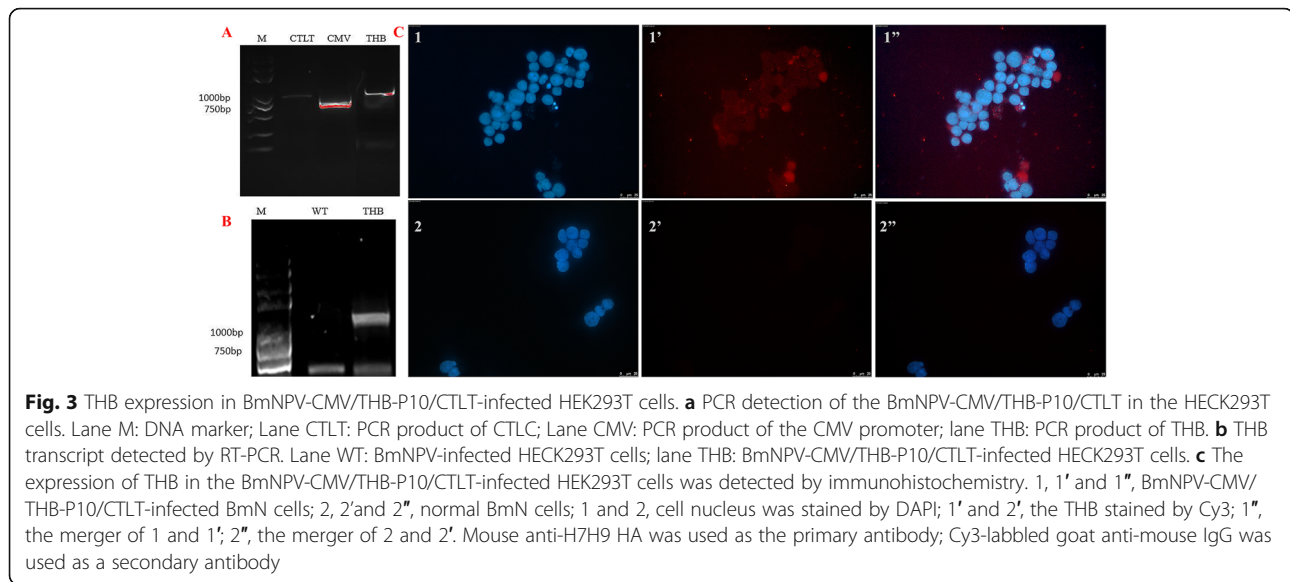 A
M CTLT CMV THB
1000bp
750bp
B
M WT THB
1000bp
750bp
C
1 1′ 1″
2 2′ 2″
Fig. 3 THB expression in BmNPV-CMV/THB-P10/CTLT-infected HEK293T cells. a PCR detection of the BmNPV-CMV/THB-P10/CTLT in the HECK293T
cells. Lane M: DNA marker; Lane CTLT: PCR product of CTLC; Lane CMV: PCR product of the CMV promoter; lane THB: PCR product of THB. b THB
transcript detected by RT-PCR. Lane WT: BmNPV-infected HECK293T cells; lane THB: BmNPV-CMV/THB-P10/CTLT-infected HECK293T cells. c The
expression of THB in the BmNPV-CMV/THB-P10/CTLT-infected HEK293T cells was detected by immunohistochemistry. 1, 1′ and 1″, BmNPV-CMV/
THB-P10/CTLT-infected BmN cells; 2, 2’and 2″, normal BmN cells; 1 and 2, cell nucleus was stained by DAPI; 1′ and 2′, the THB stained by Cy3; 1″,
the merger of 1 and 1′; 2″, the merger of 2 and 2′. Mouse anti-H7H9 HA was used as the primary antibody; Cy3-labbled goat anti-mouse IgG was
used as a secondary antibody